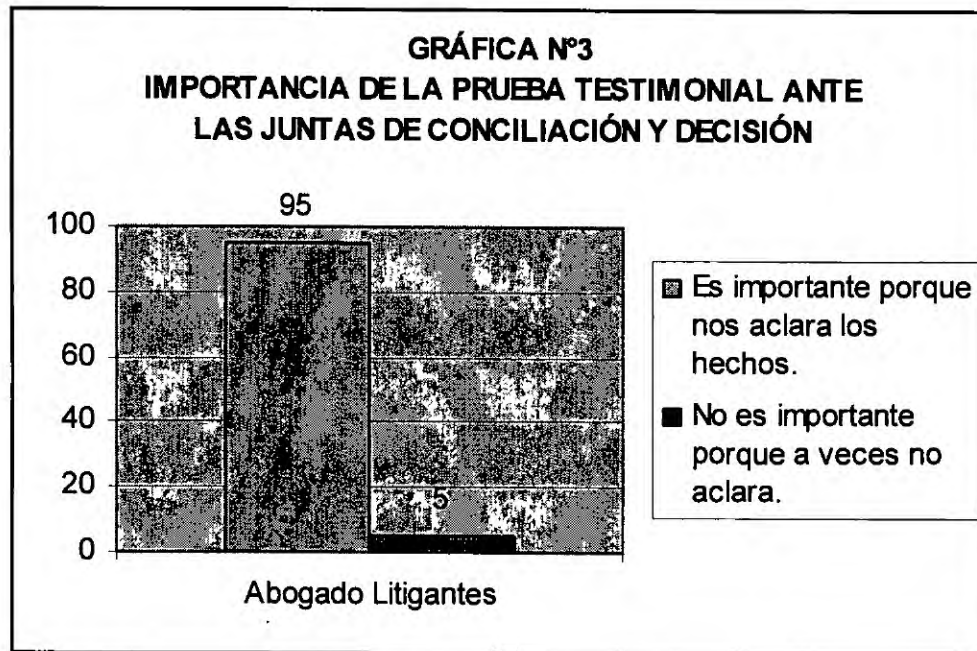 GRÁFICA Nº3
IMPORTANCIA DE LA PRUEBA TESTIMONIAL ANTE
LAS JUNTAS DE CONCILIACIÓN Y DECISIÓN
95
100
80
60
40
20
0
5
Abogado Litigantes
Es importante porque
nos aclara los
hechos.
No es importante
porque a veces no
aclara.